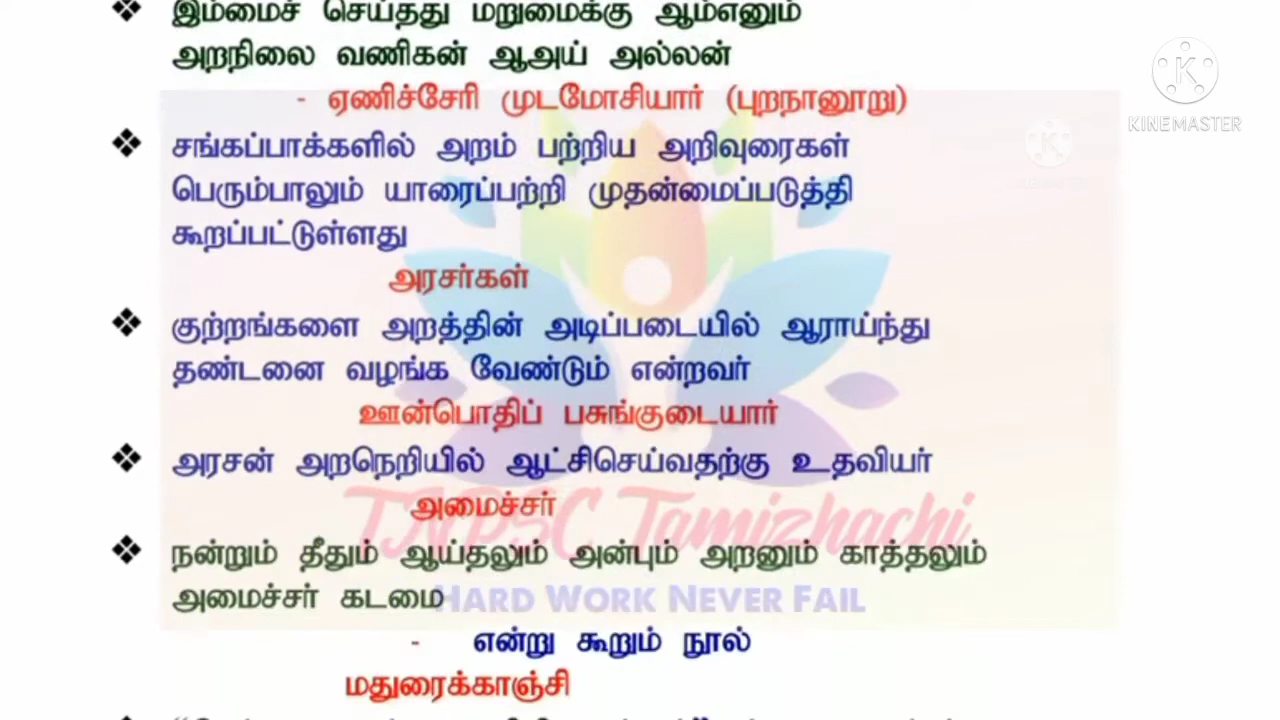 ❖ இம்மைச் செய்தது மறுமைக்கு ஆம்எனும்
அறநிலை வணிகன் ஆஅய் அல்லன்
- ஏணிச்சேரி முடமோசியார் (புறநானூறு)
KINEMASTER
❖ சங்கப்பாக்களில் அறம் பற்றிய அறிவுரைகள்
பெரும்பாலும் யாரைப்பற்றி முதன்மைப்படுத்தி
கூறப்பட்டுள்ளது
அரசர்கள்
❖ குற்றங்களை அறத்தின் அடிப்படையில் ஆராய்ந்து
தண்டனை வழங்க வேண்டும் என்றவர்
ஊன்பொதிப் பசுங்குடையார்
❖ அரசன் அறநெறியில் ஆட்சிசெய்வதற்கு உதவியர்
அமைச்சர்
TNPSC Tamizhachi
❖ நன்றும் தீதும் ஆய்தலும் அன்பும் அறனும் காத்தலும்
அமைச்சர் கடமை
HARD WORK NEVER FAIL
- என்று கூறும் நூல்
மதுரைக்காஞ்சி